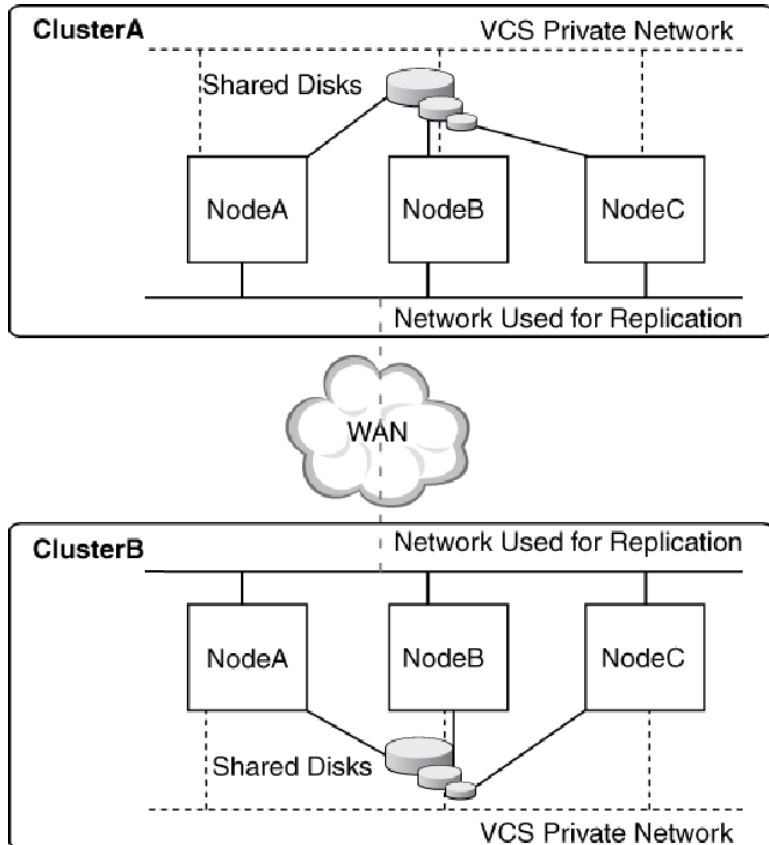 ClusterA
VCS Private Network
Shared Disks
NodeA
NodeB
NodeC
Network Used for Replication
WAN
ClusterB
Network Used for Replication
NodeA
NodeB
NodeC
Shared Disks
VCS Private Network